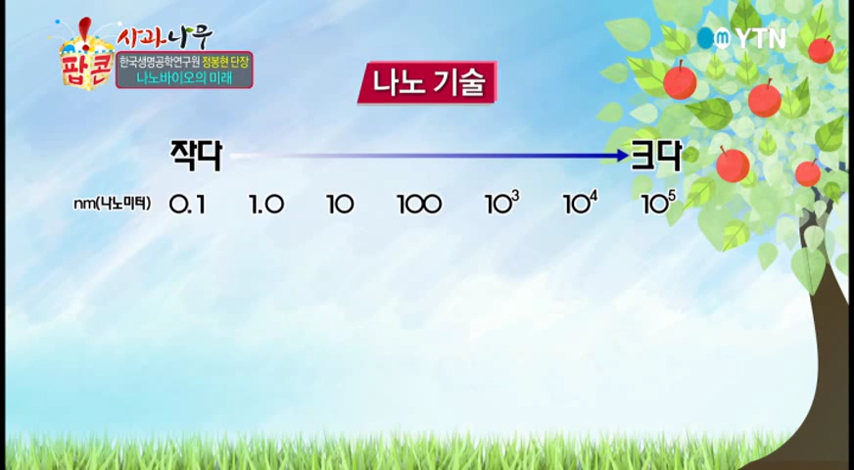 사과나무
팝콘
한국생명공학연구원 정봉현 단장
나노바이오의 미래
YTN
나노 기술
작다 크다
nm(나노미터) 0.1 1.0 10 100 10³ 10⁴ 10⁵